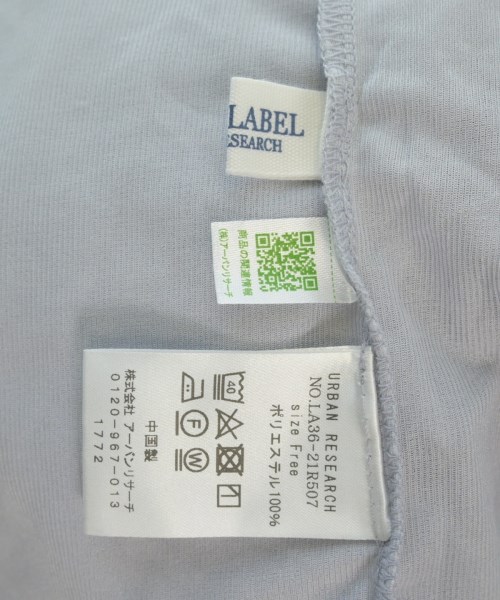 LABEL
ESEARCH
商品の関連情報
(株)アーバンリサーチ
URBAN RESEARCH
NO.LA36-21R507
size Free
ポリエステル100%
40
F W
中国製
株式会社 アーバンリサーチ
0120-967-013
1772